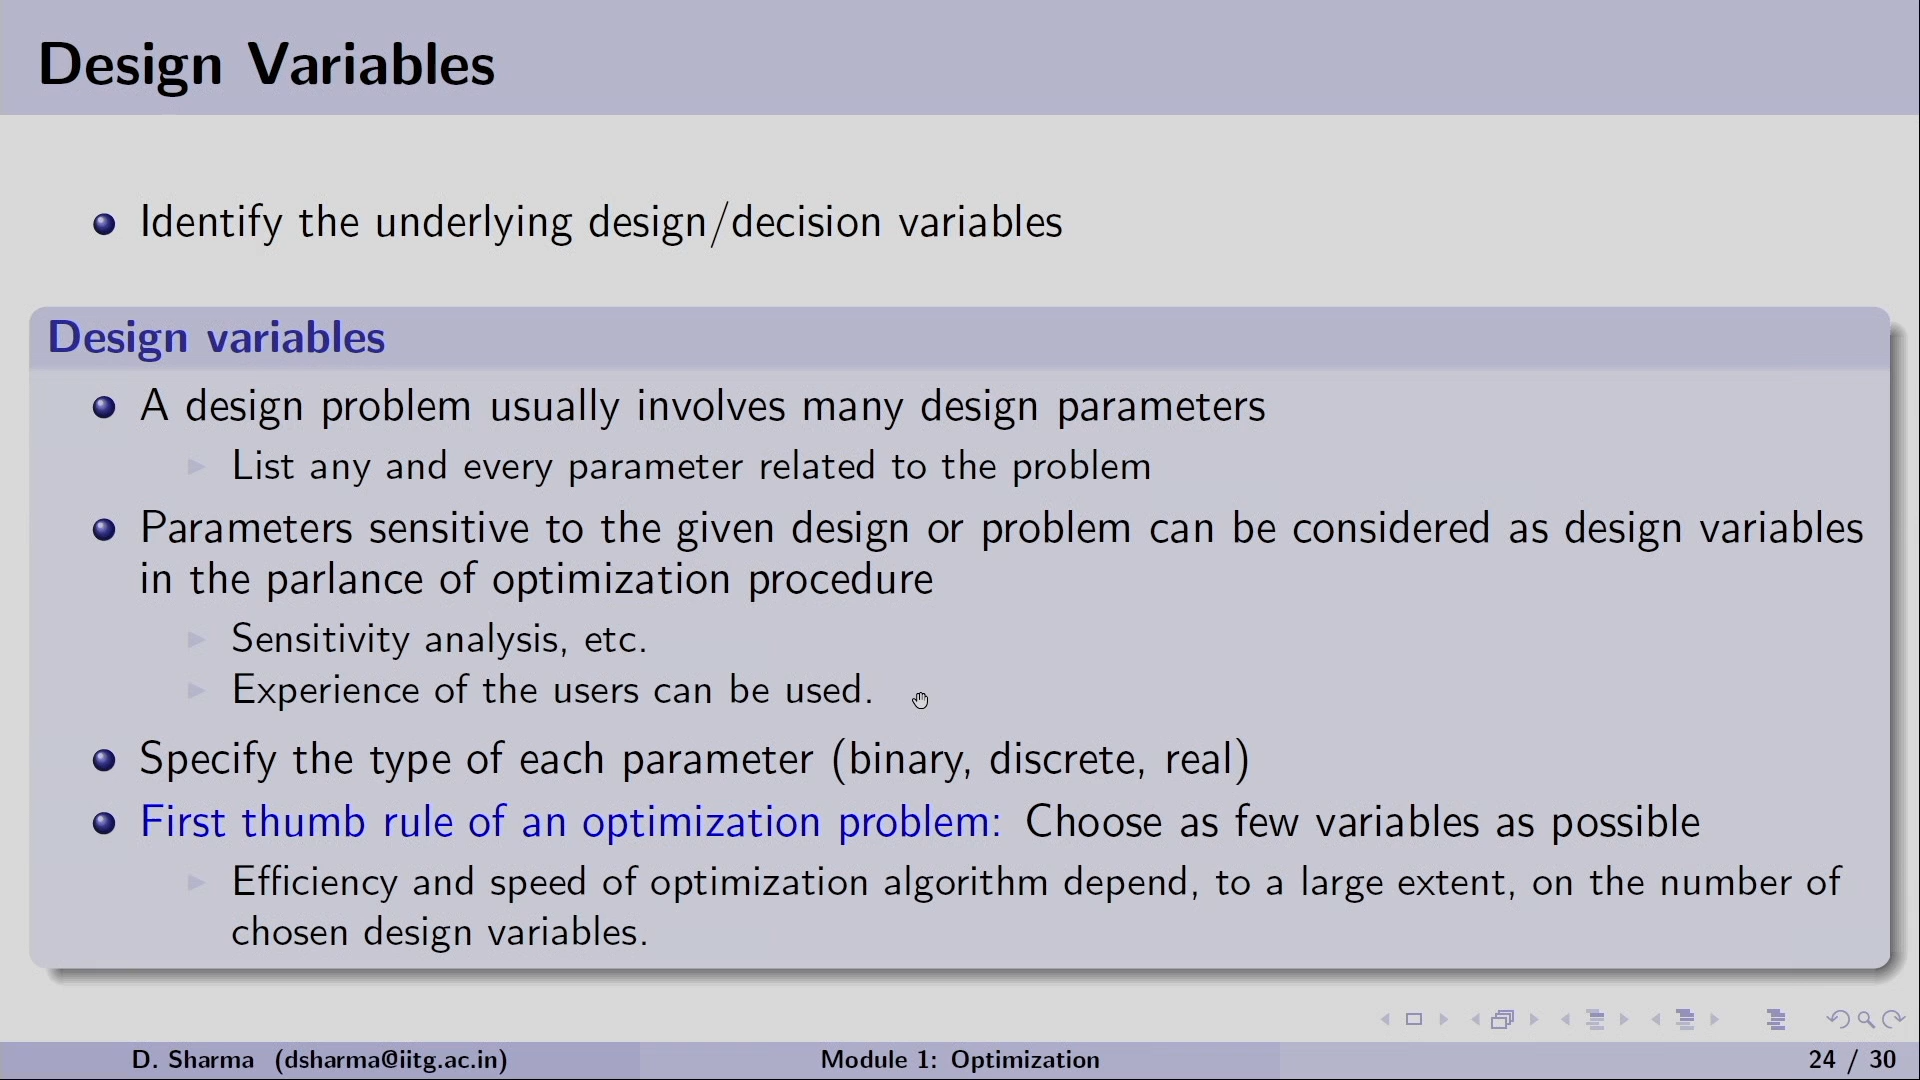 Design Variables
Identify the underlying design/decision variables
Design variables
A design problem usually involves many design parameters
List any and every parameter related to the problem
Parameters sensitive to the given design or problem can be considered as design variables
in the parlance of optimization procedure
Sensitivity analysis, etc.
Experience of the users can be used.
Specify the type of each parameter (binary, discrete, real)
First thumb rule of an optimization problem: Choose as few variables as possible
Efficiency and speed of optimization algorithm depend, to a large extent, on the number of
chosen design variables.
D. Sharma (dsharma@iitg.ac.in) Module 1: Optimization 24 / 30